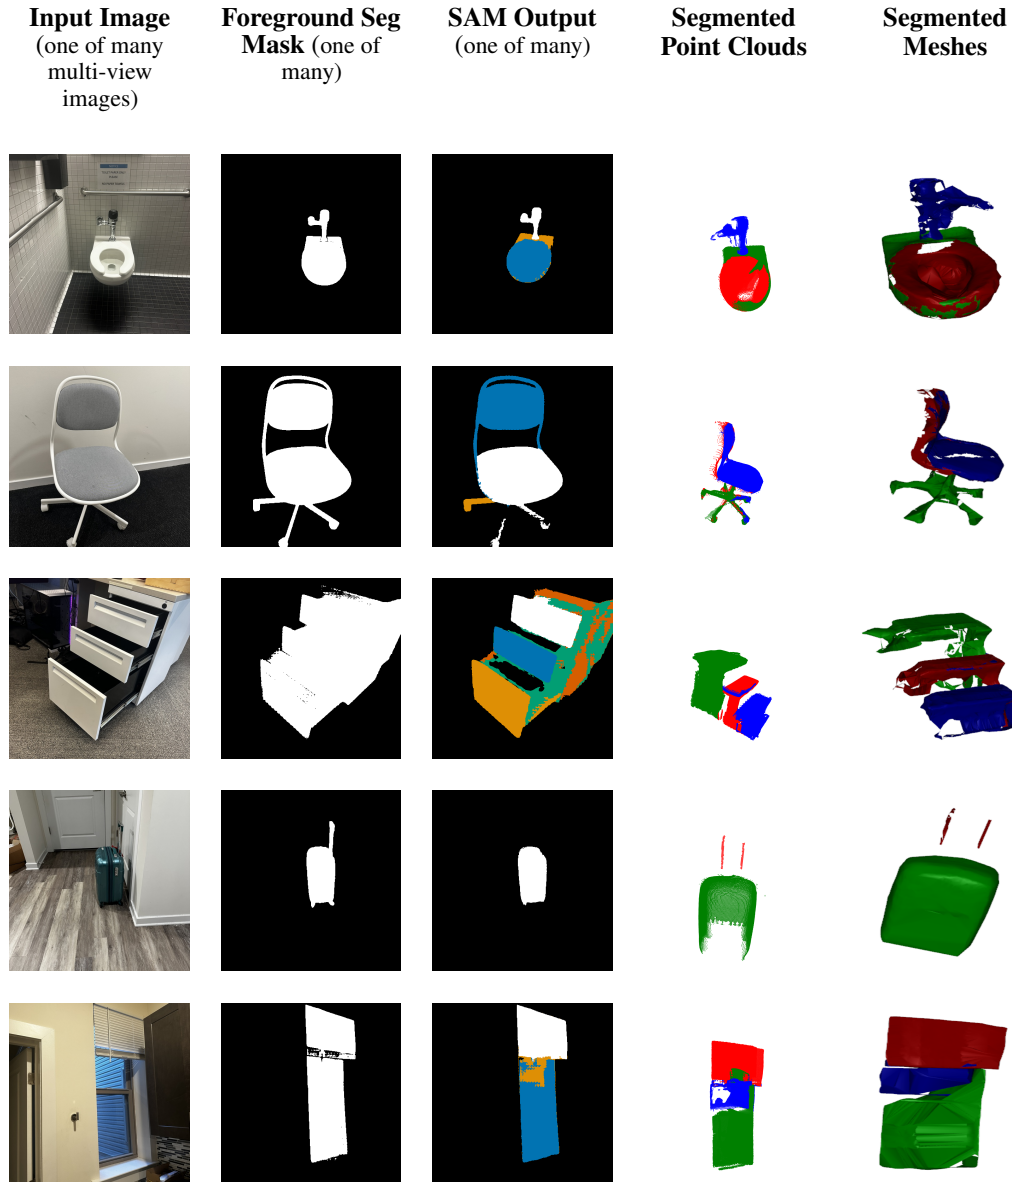 Input Image
(one of many
multi-view
images)
Foreground Seg
Mask (one of
many)
SAM Output
(one of many)
Segmented
Point Clouds
Segmented
Meshes